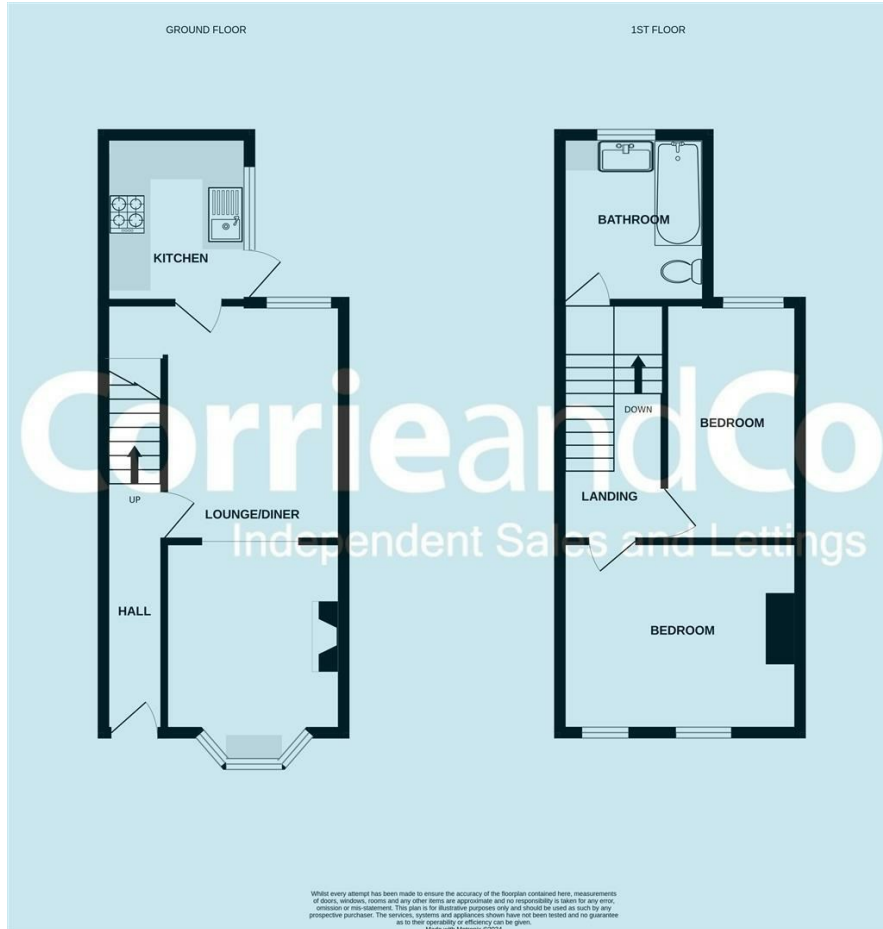 GROUND FLOOR
1ST FLOOR
KITCHEN
UP
LOUNGE/DINER
HALL
BATHROOM
DOWN
BEDROOM
LANDING
BEDROOM
CorrieandCo
Independent Sales and Lettings
Whilst every attempt has been made to ensure the accuracy of the floorplan contained here, measurements
of doors, windows, rooms and any other items are approximate and no responsibility is taken for any error,
omission or mis-statement. This plan is for illustrative purposes only and should be used as such by any
prospective purchaser. The services, systems and appliances shown have not been tested and no guarantee
as to their operability or efficiency can be given.
Made with Metropix ©2024